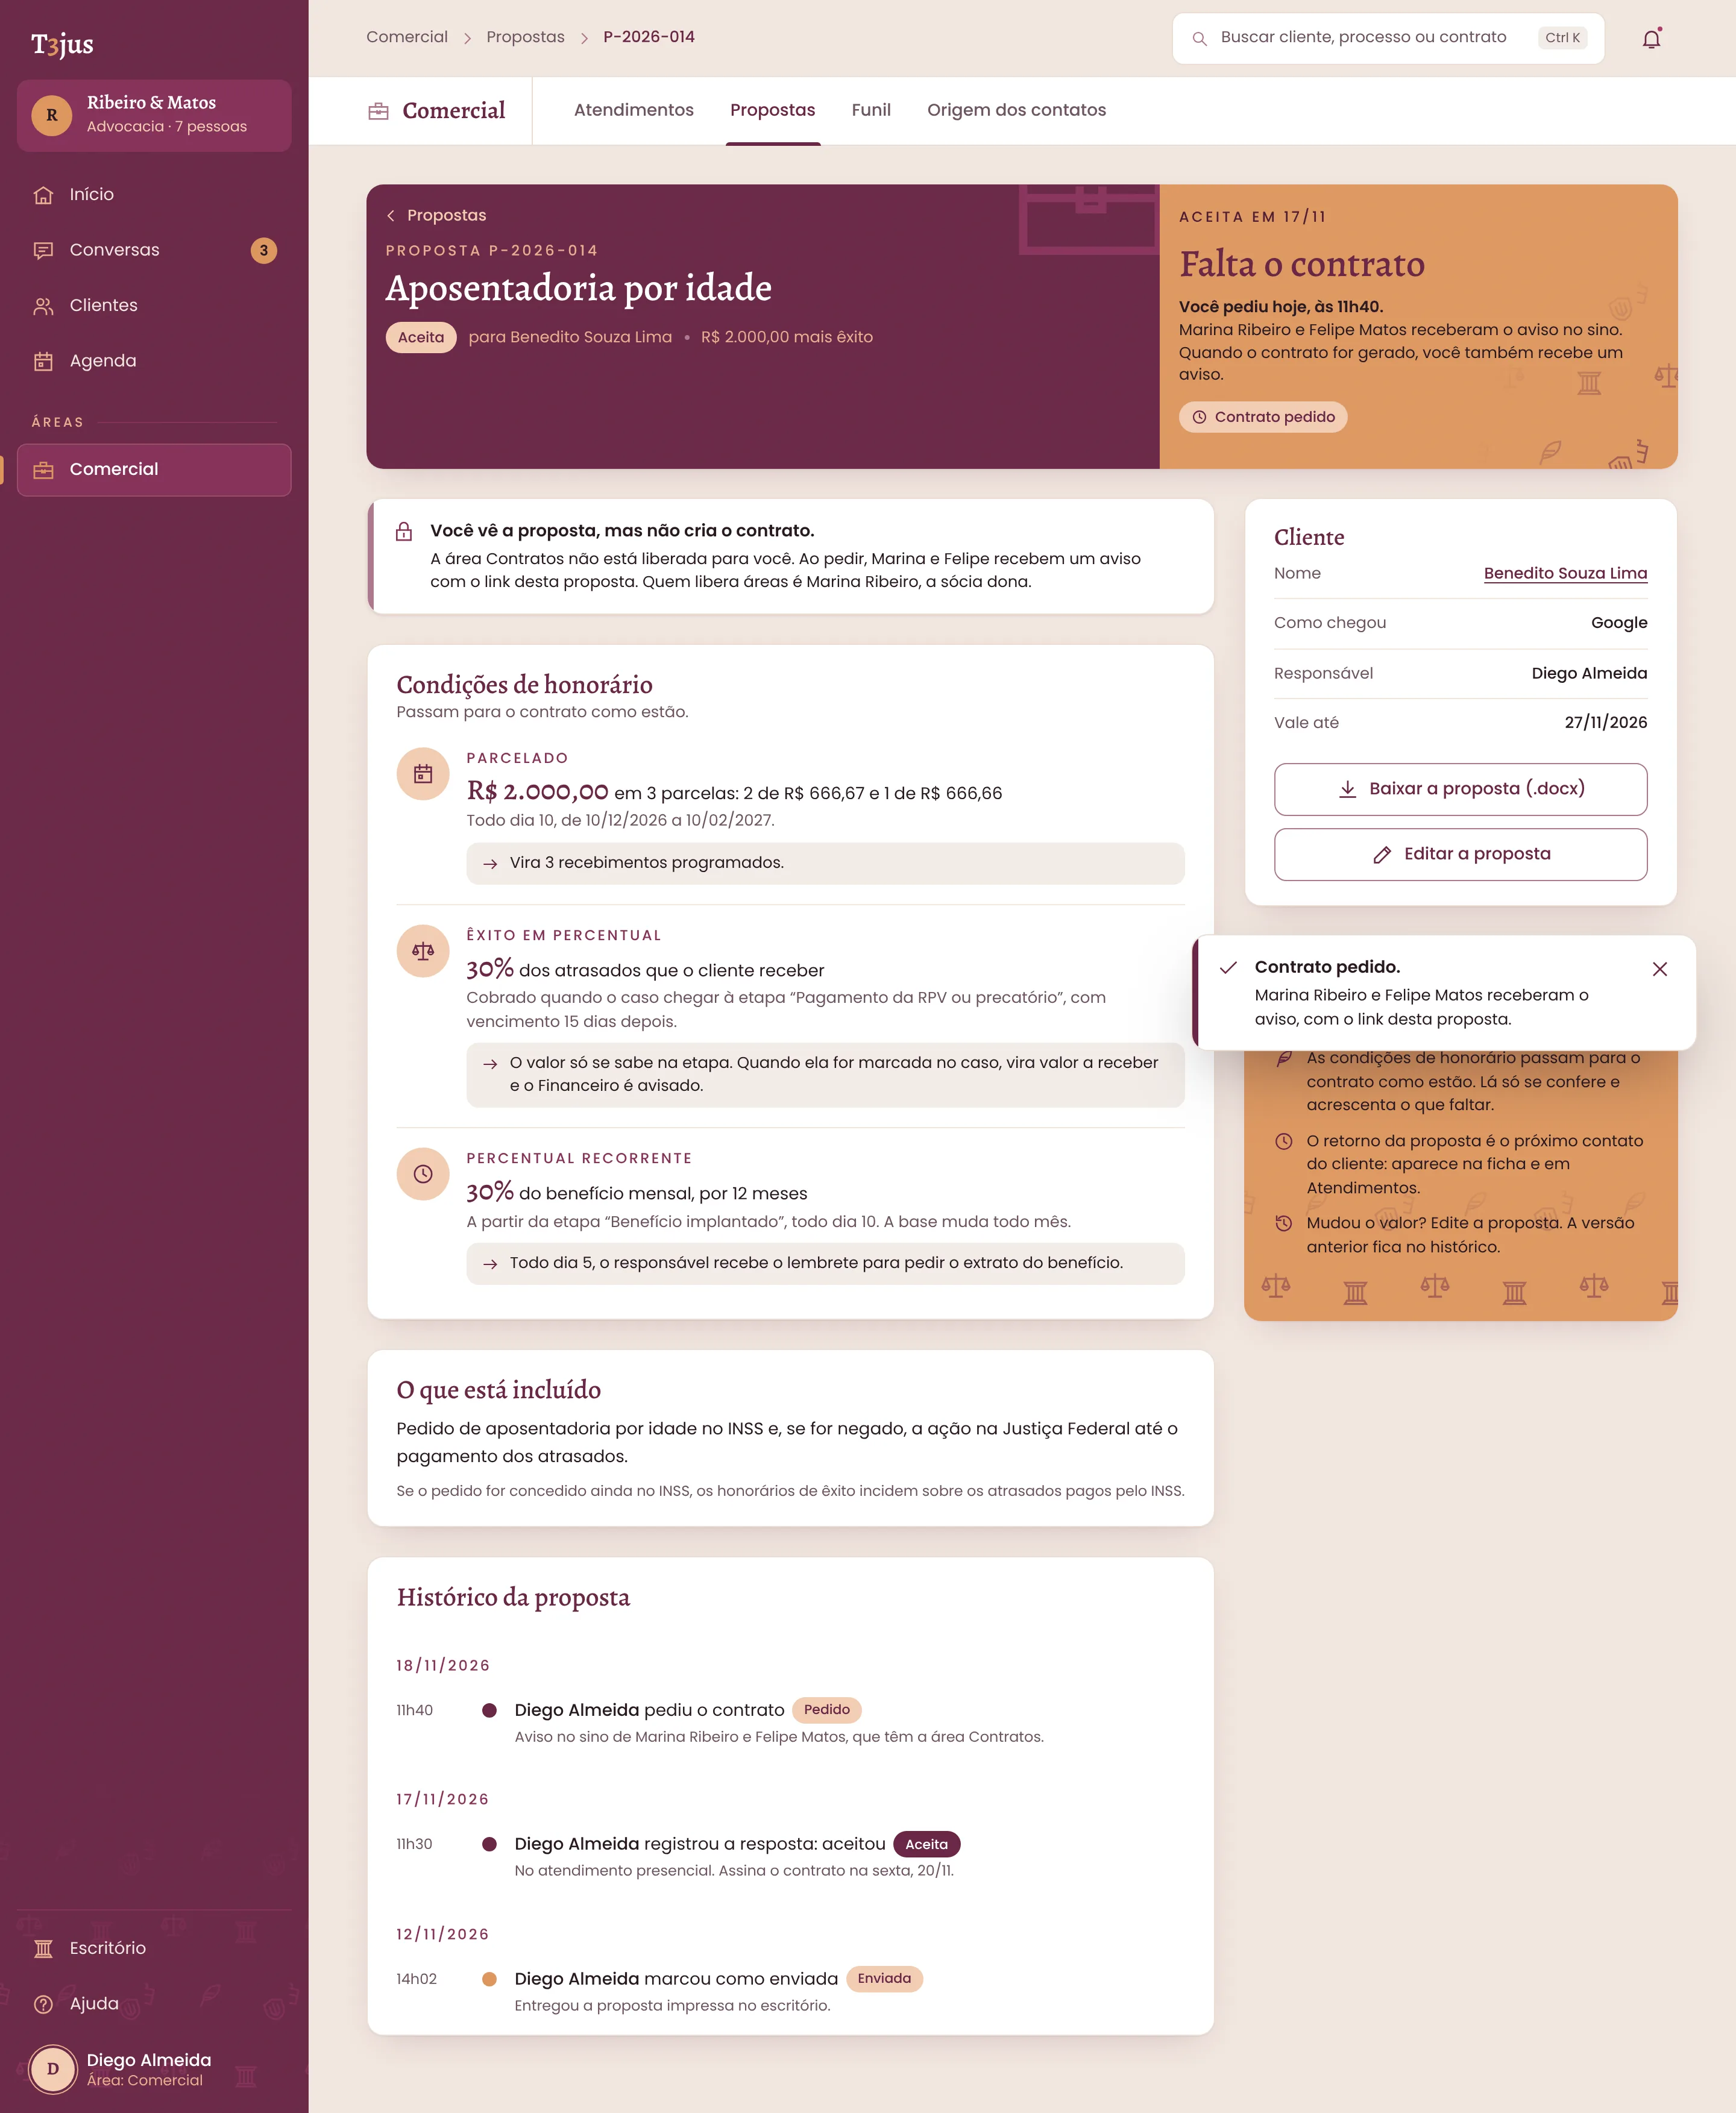 T3jus
R
Ribeiro & Matos
Advocacia · 7 pessoas
Início
Conversas
3
Clientes
Agenda
ÁREAS
Comercial
Escritório
Ajuda
D
Diego Almeida
Área: Comercial
Comercial
Propostas
P-2026-014
Buscar cliente, processo ou contrato
Ctrl K
Comercial
Atendimentos
Propostas
Funil
Origem dos contatos
Propostas
PROPOSTA P-2026-014
Aposentadoria por idade
Aceita
para Benedito Souza Lima • R$ 2.000,00 mais êxito
ACEITA EM 17/11
Falta o contrato
Você pediu hoje, às 11h40.
Marina Ribeiro e Felipe Matos receberam o aviso no sino.
Quando o contrato for gerado, você também recebe um
aviso.
Contrato pedido
Você vê a proposta, mas não cria o contrato.
A área Contratos não está liberada para você. Ao pedir, Marina e Felipe recebem um aviso
com o link desta proposta. Quem libera áreas é Marina Ribeiro, a sócia dona.
Condições de honorário
Passam para o contrato como estão.
PARCELADO
R$ 2.000,00 em 3 parcelas: 2 de R$ 666,67 e 1 de R$ 666,66
Todo dia 10, de 10/12/2026 a 10/02/2027.
→ Vira 3 recebimentos programados.
ÊXITO EM PERCENTUAL
30% dos atrasados que o cliente receber
Cobrado quando o caso chegar à etapa “Pagamento da RPV ou precatório”, com
vencimento 15 dias depois.
→ O valor só se sabe na etapa. Quando ela for marcada no caso, vira valor a receber
e o Financeiro é avisado.
PERCENTUAL RECORRENTE
30% do benefício mensal, por 12 meses
A partir da etapa “Benefício implantado”, todo dia 10. A base muda todo mês.
→ Todo dia 5, o responsável recebe o lembrete para pedir o extrato do benefício.
O que está incluído
Pedido de aposentadoria por idade no INSS e, se for negado, a ação na Justiça Federal até o
pagamento dos atrasados.
Se o pedido for concedido ainda no INSS, os honorários de êxito incidem sobre os atrasados pagos pelo INSS.
Histórico da proposta
18/11/2026
11h40
Diego Almeida pediu o contrato
Pedido
Aviso no sino de Marina Ribeiro e Felipe Matos, que têm a área Contratos.
17/11/2026
11h30
Diego Almeida registrou a resposta: aceitou
Aceita
No atendimento presencial. Assina o contrato na sexta, 20/11.
12/11/2026
14h02
Diego Almeida marcou como enviada
Enviada
Entregou a proposta impressa no escritório.
Cliente
Nome
Benedito Souza Lima
Como chegou
Google
Responsável
Diego Almeida
Vale até
27/11/2026
Baixar a proposta (.docx)
Editar a proposta
Contrato pedido.
Marina Ribeiro e Felipe Matos receberam o
aviso, com o link desta proposta.
As condições de honorário passam para o
contrato como estão. Lá só se confere e
acrescenta o que faltar.
O retorno da proposta é o próximo contato
do cliente: aparece na ficha e em
Atendimentos.
Mudou o valor? Edite a proposta. A versão
anterior fica no histórico.